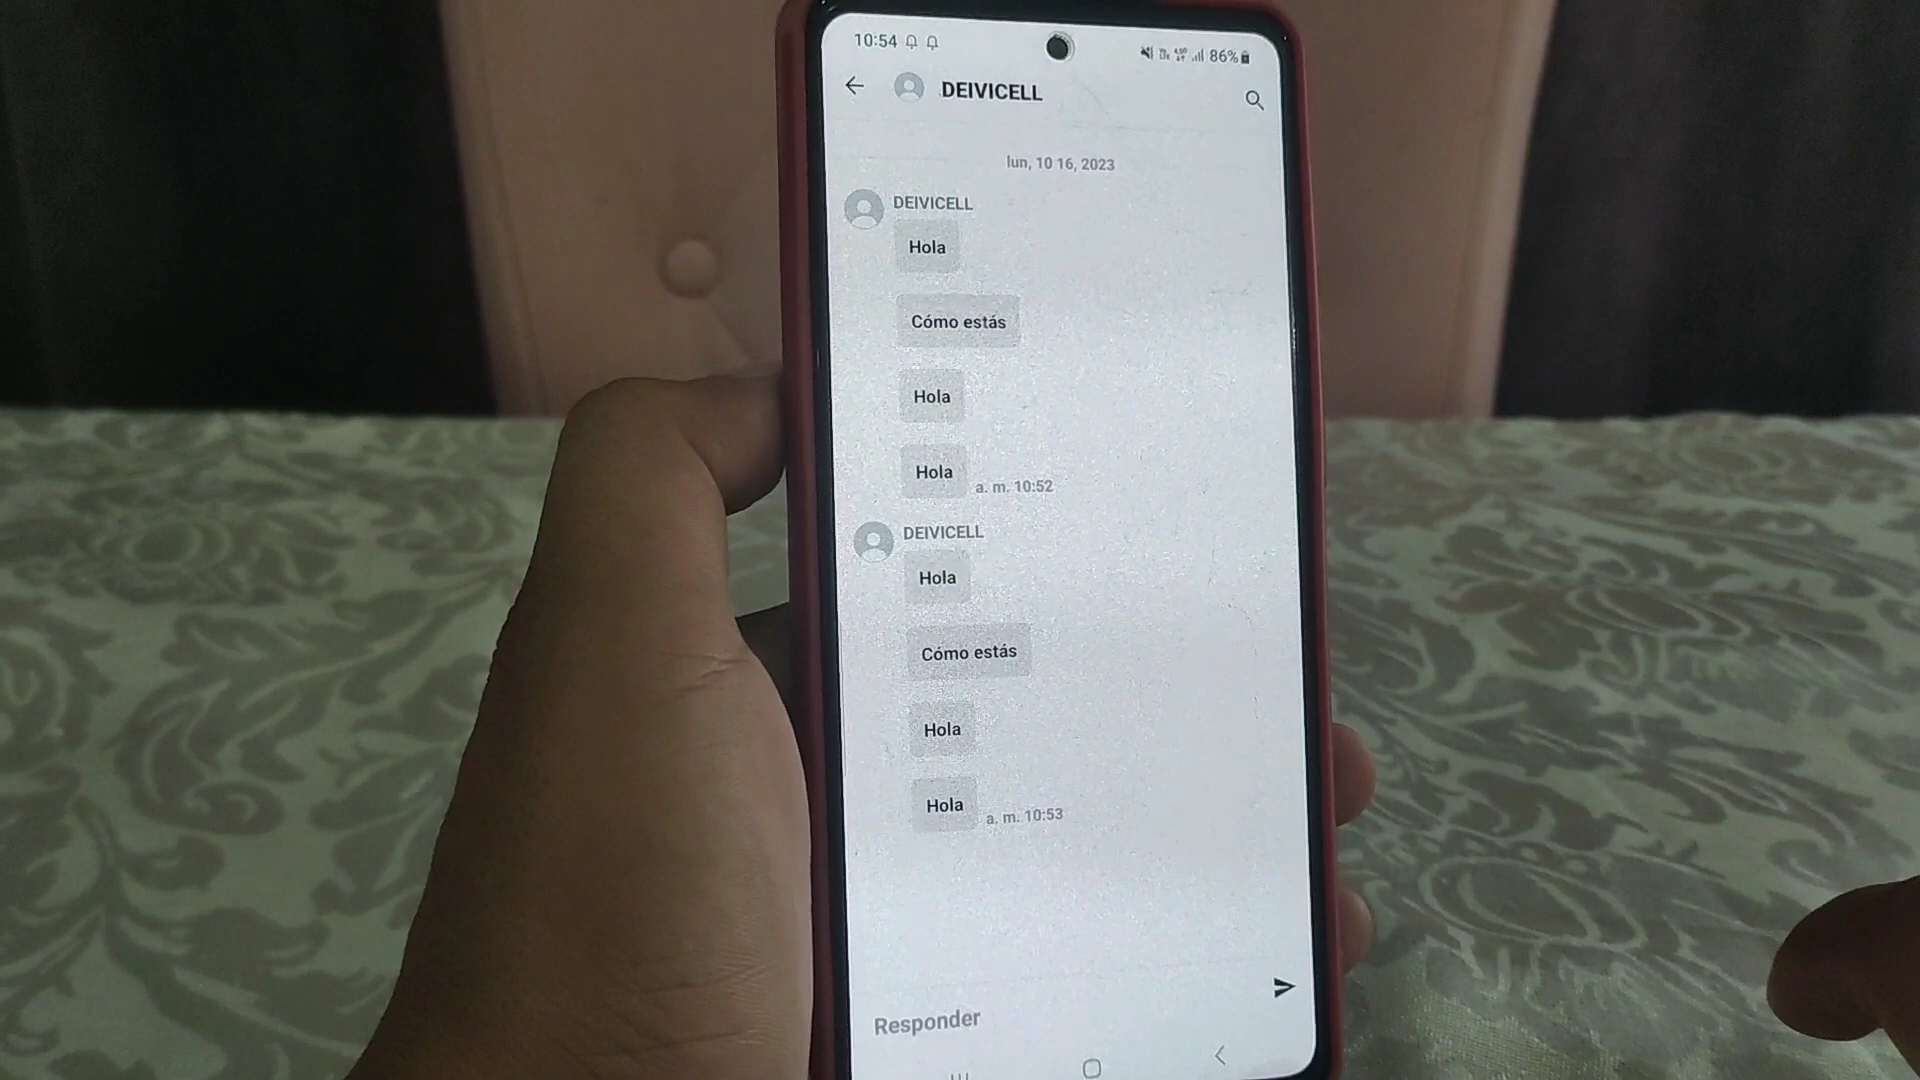 10:54
86%
DEIVICELL
lun, 10 16, 2023
DEIVICELL
Hola
Cómo estás
Hola
Hola
a. m. 10:52
DEIVICELL
Hola
Cómo estás
Hola
Hola
a. m. 10:53
Responder